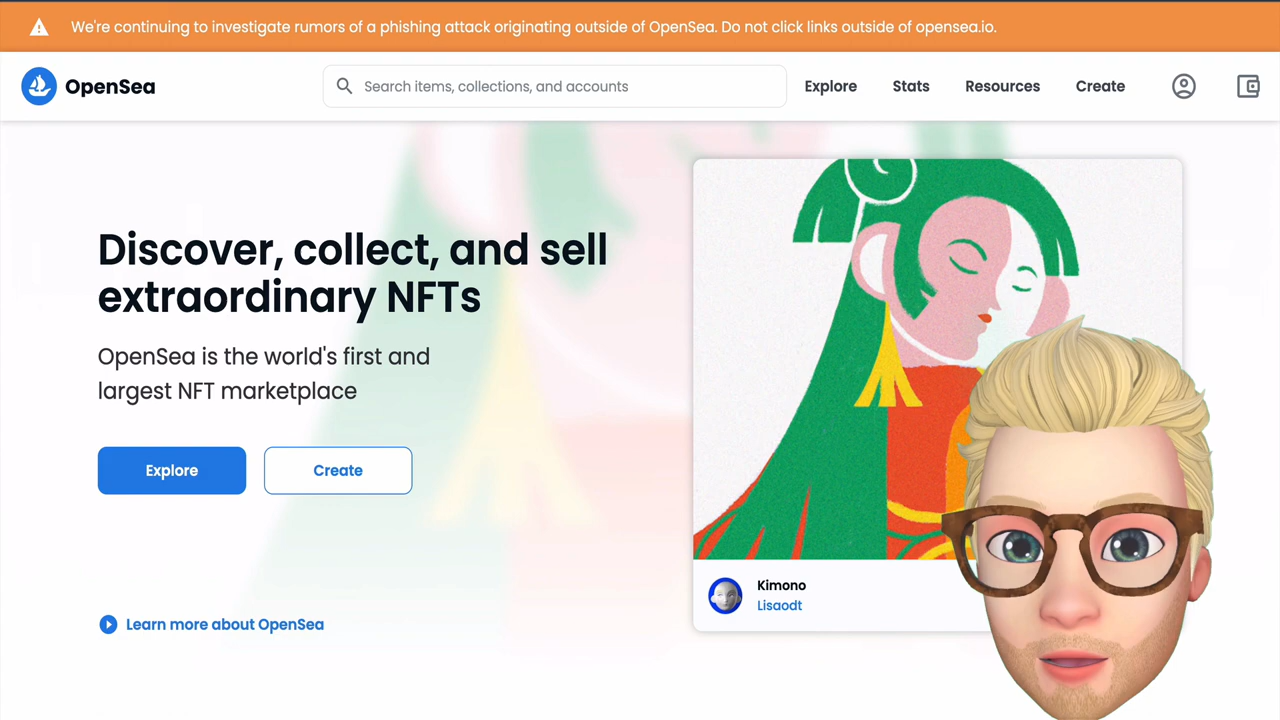 We're continuing to investigate rumors of a phishing attack originating outside of OpenSea. Do not click links outside of opensea.io.
OpenSea
Search items, collections, and accounts
Explore
Stats
Resources
Create
Discover, collect, and sell
extraordinary NFTs
OpenSea is the world's first and
largest NFT marketplace
Explore
Create
Learn more about OpenSea
Kimono
Lisaodt